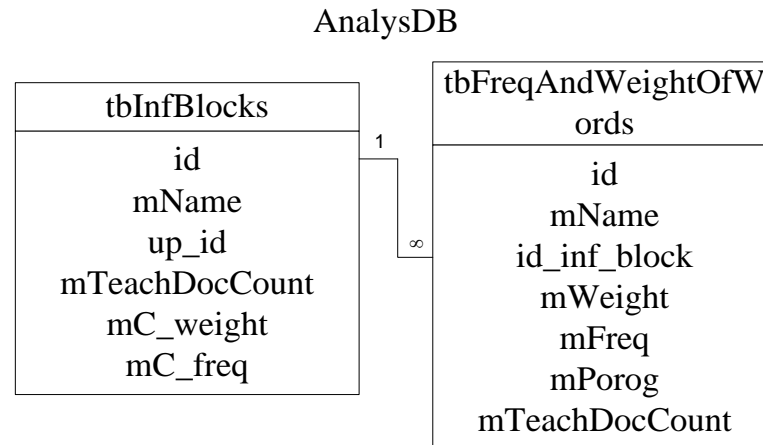 AnalysDB
tbInfBlocks
id
mName
up_id
mTeachDocCount
mC_weight
mC_freq
1
∞
tbFreqAndWeightOfW
ords
id
mName
id_inf_block
mWeight
mFreq
mPorog
mTeachDocCount